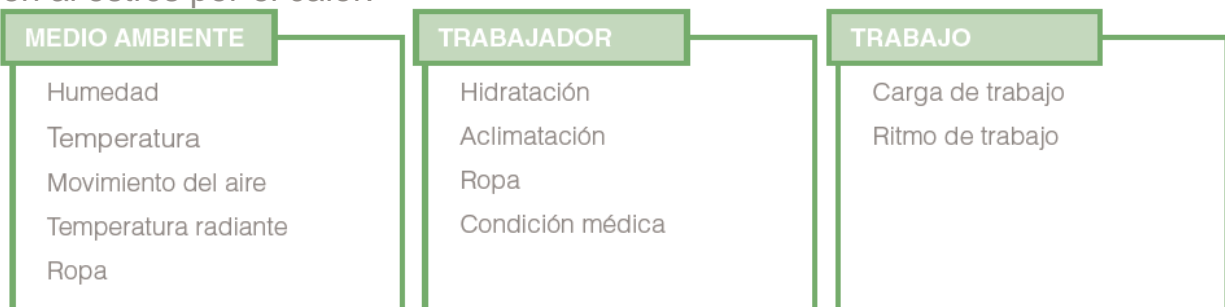 MEDIO AMBIENTE
Humedad
Temperatura
Movimiento del aire
Temperatura radiante
Ropa
TRABAJADOR
Hidratación
Aclimatación
Ropa
Condición médica
TRABAJO
Carga de trabajo
Ritmo de trabajo